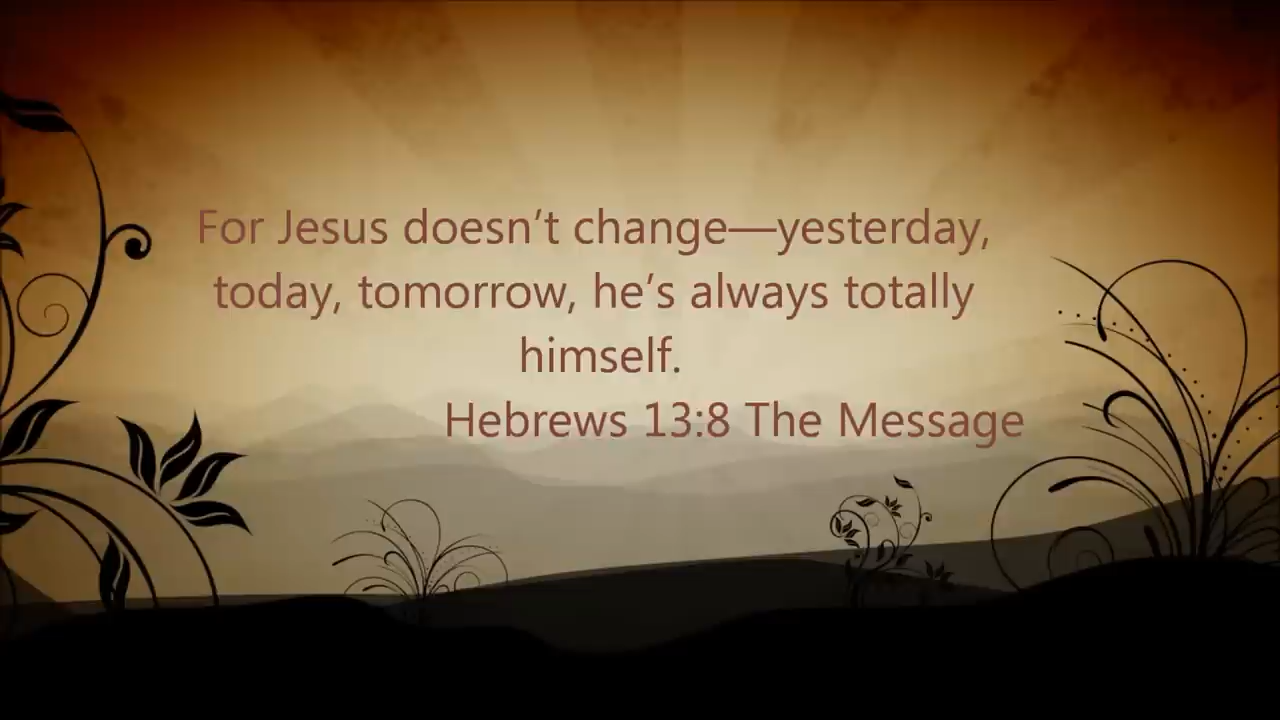 For Jesus doesn’t change—yesterday,
today, tomorrow, he’s always totally
himself.
Hebrews 13:8 The Message